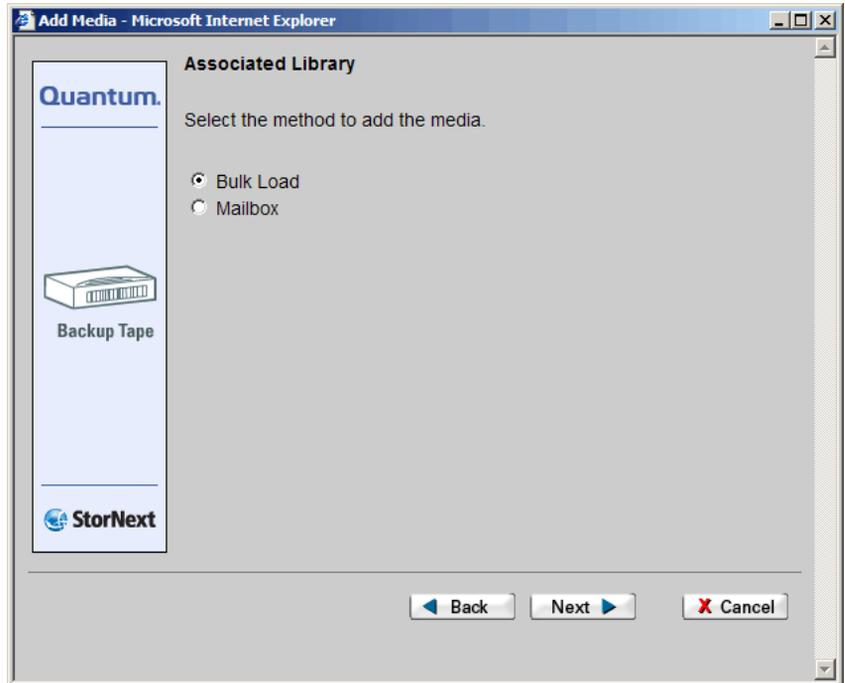 Add Media - Microsoft Internet Explorer
Associated Library
Quantum.
Select the method to add the media.
Bulk Load
Mailbox
Backup Tape
StorNext
Back
Next
X Cancel